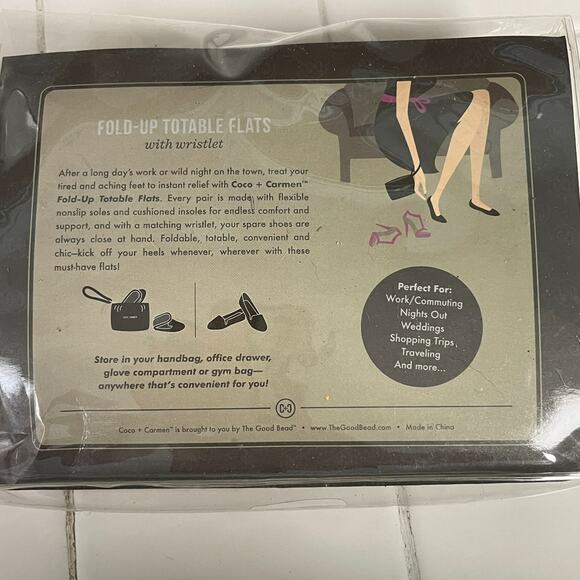 FOLD-UP TOTABLE FLATS
with wristlet
After a long day's work or wild night on the town, treat your
tired and aching feet to instant relief with Coco + Carmen™
Fold-Up Totable Flats. Every pair is made with flexible
nonslip soles and cushioned insoles for endless comfort and
support, and with a matching wristlet, your spare shoes are
always close at hand. Foldable, totable, convenient and
chic—kick off your heels whenever, wherever with these
must-have flats!
Store in your handbag, office drawer,
glove compartment or gym bag—
anywhere that's convenient for you!
Perfect For:
Work/Commuting
Nights Out
Weddings
Shopping Trips
Traveling
And more...
C+C
Coco + Carmen™ is brought to you by The Good Bead™ • www.TheGoodBead.com • Made in China